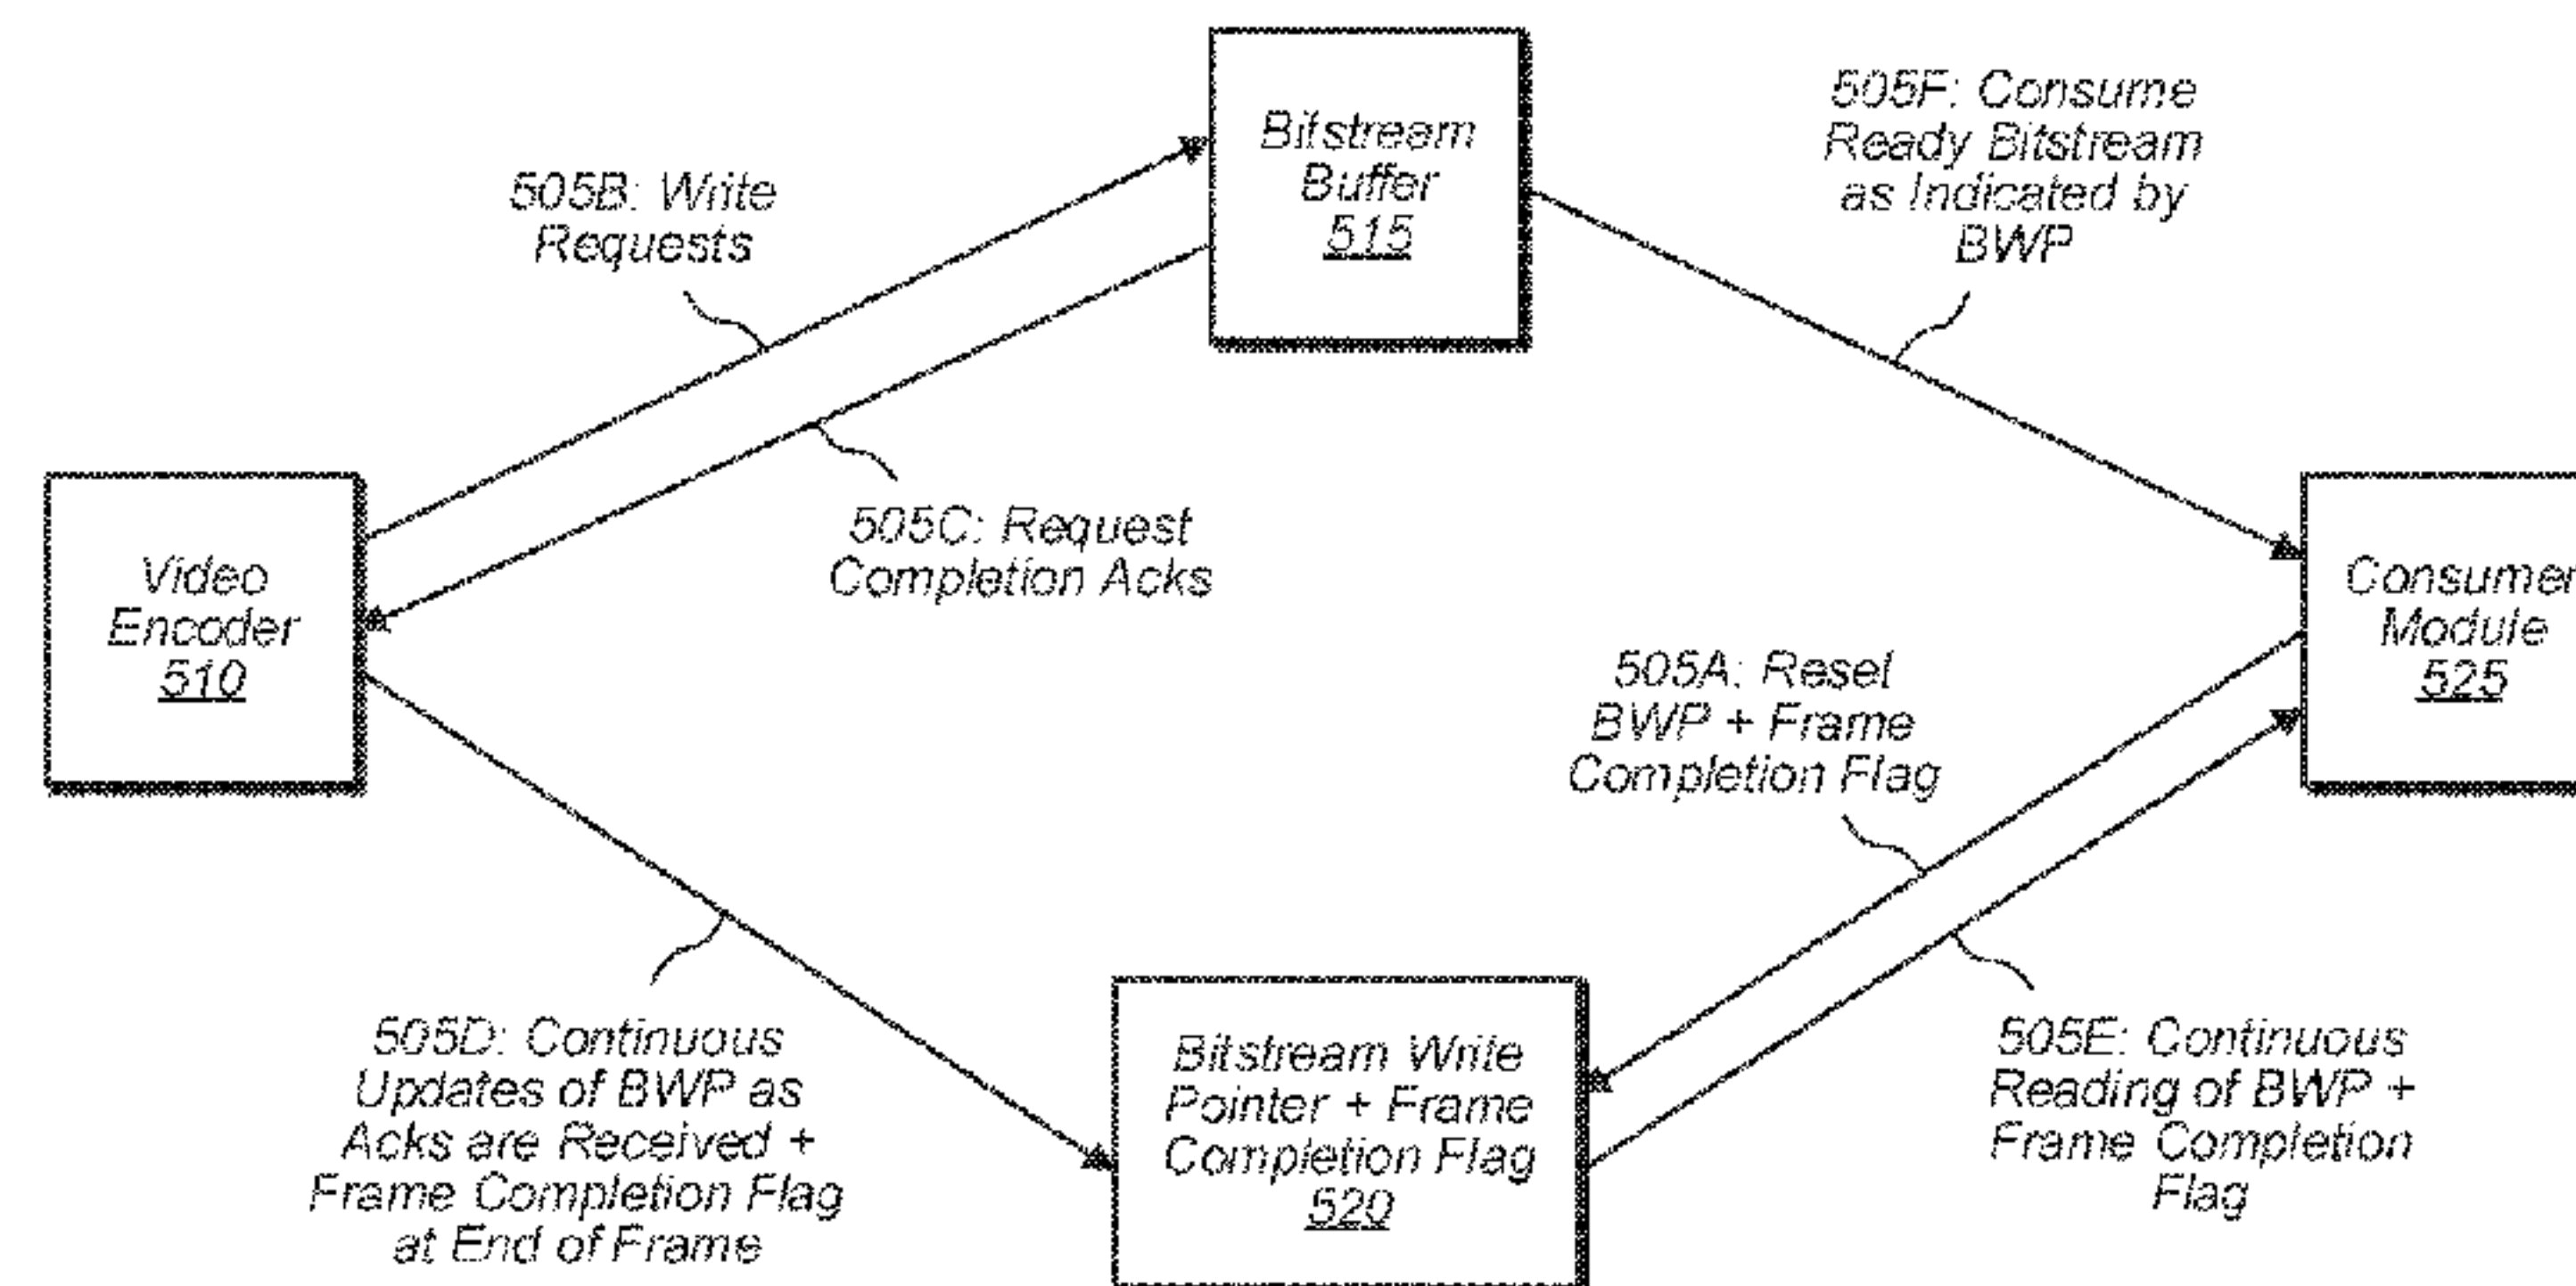 Bitstream
Buffer
515
505F: Consume
Ready Bitstream
as Indicated by
BWP
505B: Write
Requests
505C: Request
Completion Acks
Video
Encoder
510
Consumer
Module
525
505A: Reset
BWP + Frame
Completion Flag
505D: Continuous
Updates of BWP as
Acks are Received +
Frame Completion Flag
at End of Frame
Bitstream Write
Pointer + Frame
Completion Flag
520
505E: Continuous
Reading of BWP +
Frame Completion
Flag